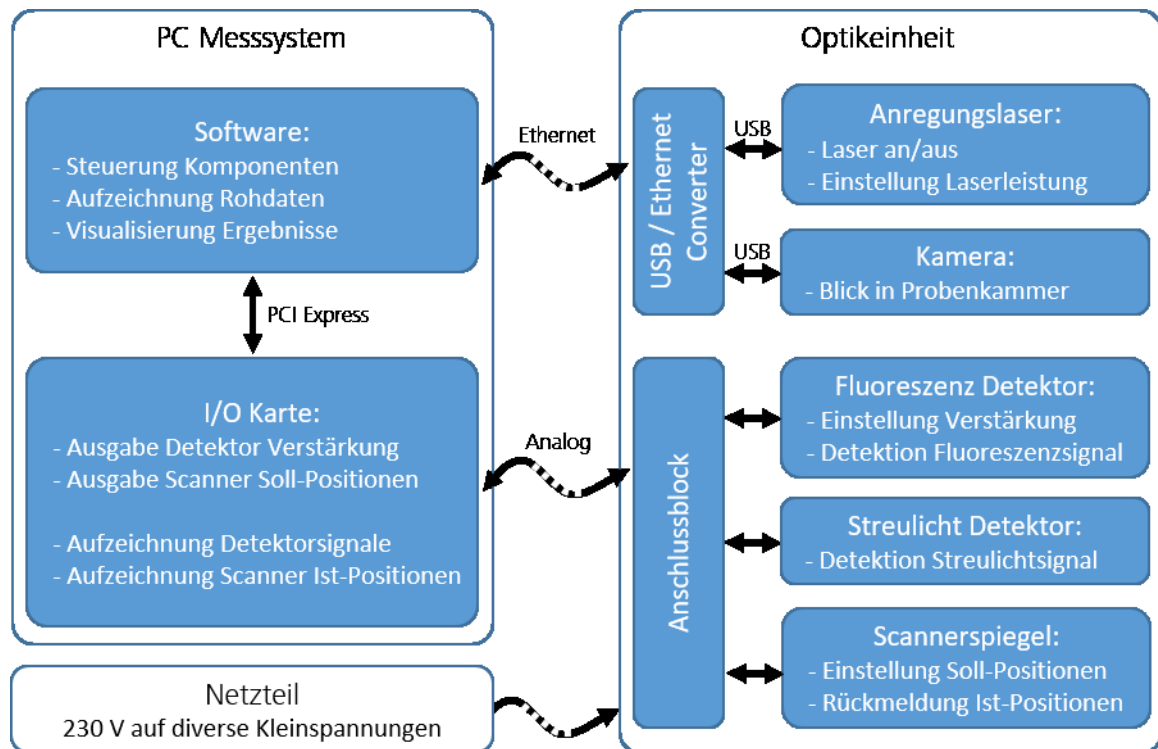 PC Messsystem
Software:
- Steuerung Komponenten
- Aufzeichnung Rohdaten
- Visualisierung Ergebnisse
PCI Express
I/O Karte:
- Ausgabe Detektor Verstärkung
- Ausgabe Scanner Soll-Positionen
- Aufzeichnung Detektorsignale
- Aufzeichnung Scanner Ist-Positionen
Netzteil
230 V auf diverse Kleinspannungen
Ethernet
Analog
Optikeinheit
USB / Ethernet
Converter
USB
Anregungslaser:
- Laser an/aus
- Einstellung Laserleistung
USB
Kamera:
- Blick in Probenkammer
Anschlussblock
Fluoreszenz Detektor:
- Einstellung Verstärkung
- Detektion Fluoreszenzsignal
Streulicht Detektor:
- Detektion Streulichtsignal
Scannerspiegel:
- Einstellung Soll-Positionen
- Rückmeldung Ist-Positionen